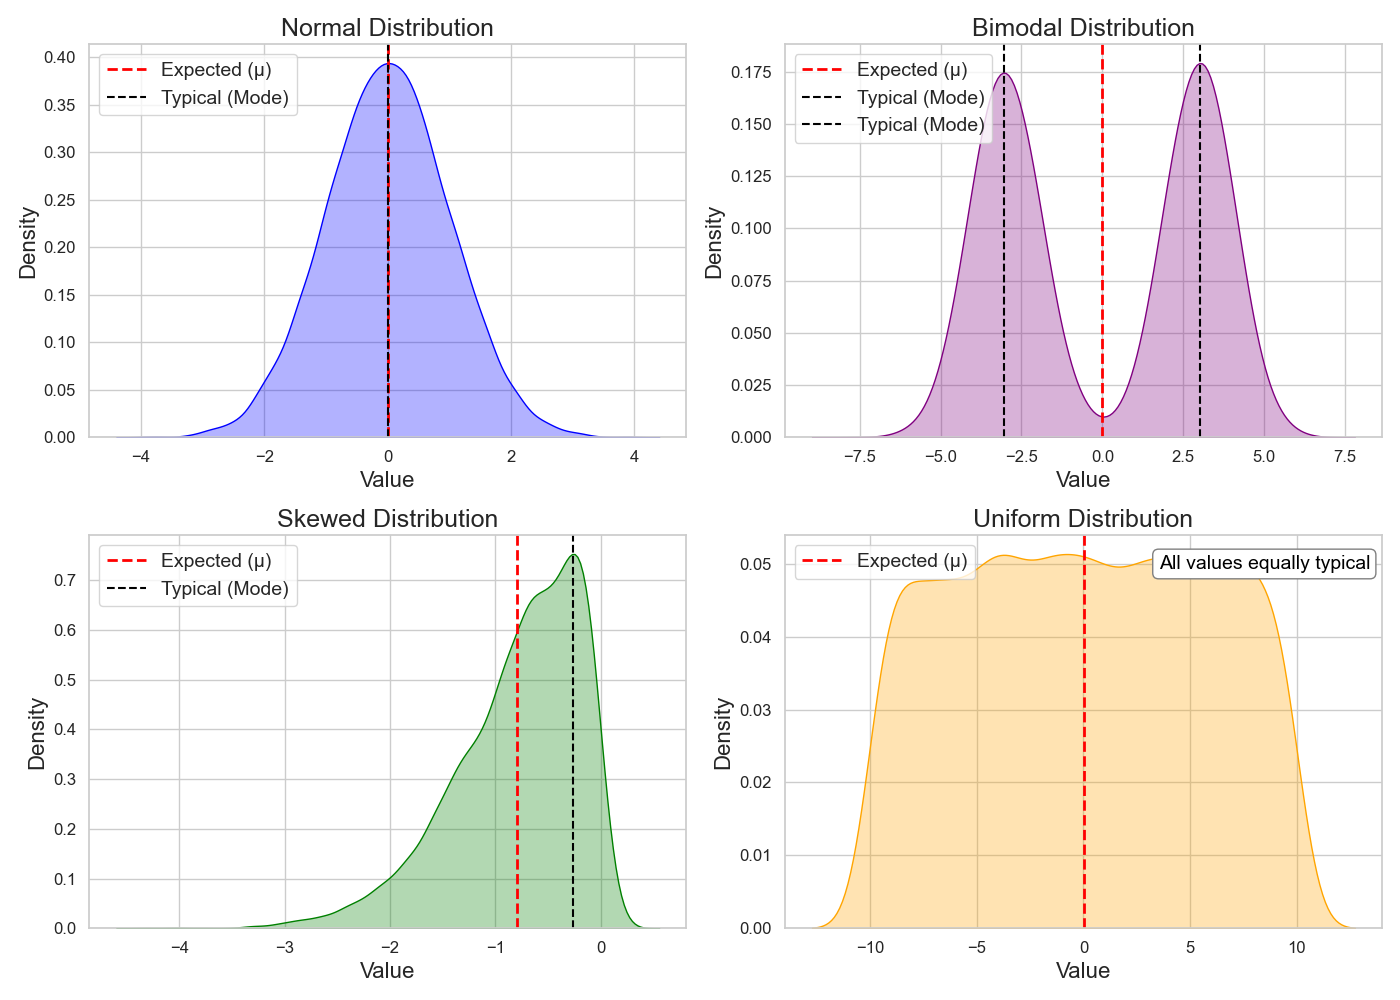 Normal Distribution
Expected (μ)
Typical (Mode)
0.40
0.35
0.30
0.25
0.20
0.15
0.10
0.05
0.00
Density
−4
−2
0
2
4
Value
Bimodal Distribution
Expected (μ)
Typical (Mode)
Typical (Mode)
0.175
0.150
0.125
0.100
0.075
0.050
0.025
0.000
Density
−7.5
−5.0
−2.5
0.0
2.5
5.0
7.5
Value
Skewed Distribution
Expected (μ)
Typical (Mode)
0.7
0.6
0.5
0.4
0.3
0.2
0.1
0.0
Density
−4
−3
−2
−1
0
Value
Uniform Distribution
Expected (μ)
All values equally typical
0.05
0.04
0.03
0.02
0.01
0.00
Density
−10
−5
0
5
10
Value